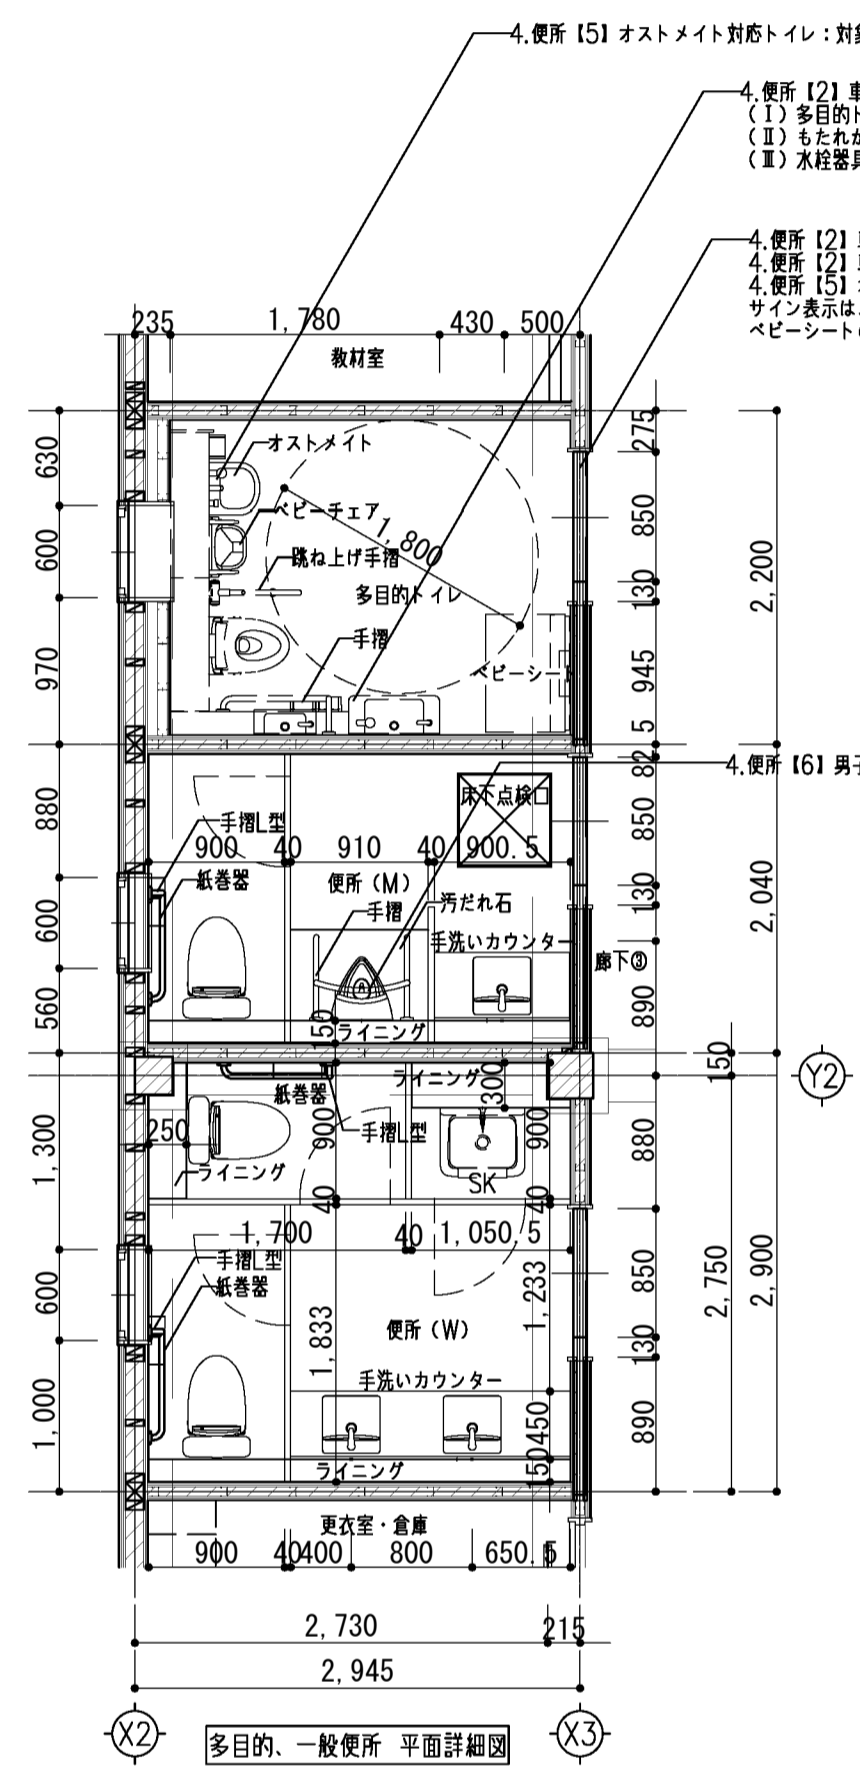 4.便所【5】オストメイト対応トイレ：対象
4.便所【2】車
（Ⅰ）多目的ト
（Ⅱ）もたれか
（Ⅲ）水栓器具
4.便所【2】
4.便所【2】
4.便所【5】
サイン表示は、
ベビーシートの
235
1,780
430
500
教材室
275
630
オストメイト
ベビーチェア
850
600
1,800
跳ね上げ手摺
2,200
130
多目的トイレ
手摺
970
945
ベビーシート
82.5
4.便所【6】男子
880
床下点検口
手摺L型
850
900
40
910
40
900.5
紙巻器
便所（M）
130
2,040
手摺
汚だれ石
600
手洗いカウンター
廊下③
560
890
150
ライニング
150
Y2
ライニング
300
紙巻器
250
手摺L型
900
900
880
1,300
ライニング
SK
40
40
1,700
40
1,050.5
手摺L型
紙巻器
600
850
2,750
2,900
1,233
1,833
便所（W）
130
手洗いカウンター
1,000
450
890
150
ライニング
更衣室・倉庫
900
40
400
800
650.5
2,730
215
2,945
X2
X3
多目的、一般便所　平面詳細図